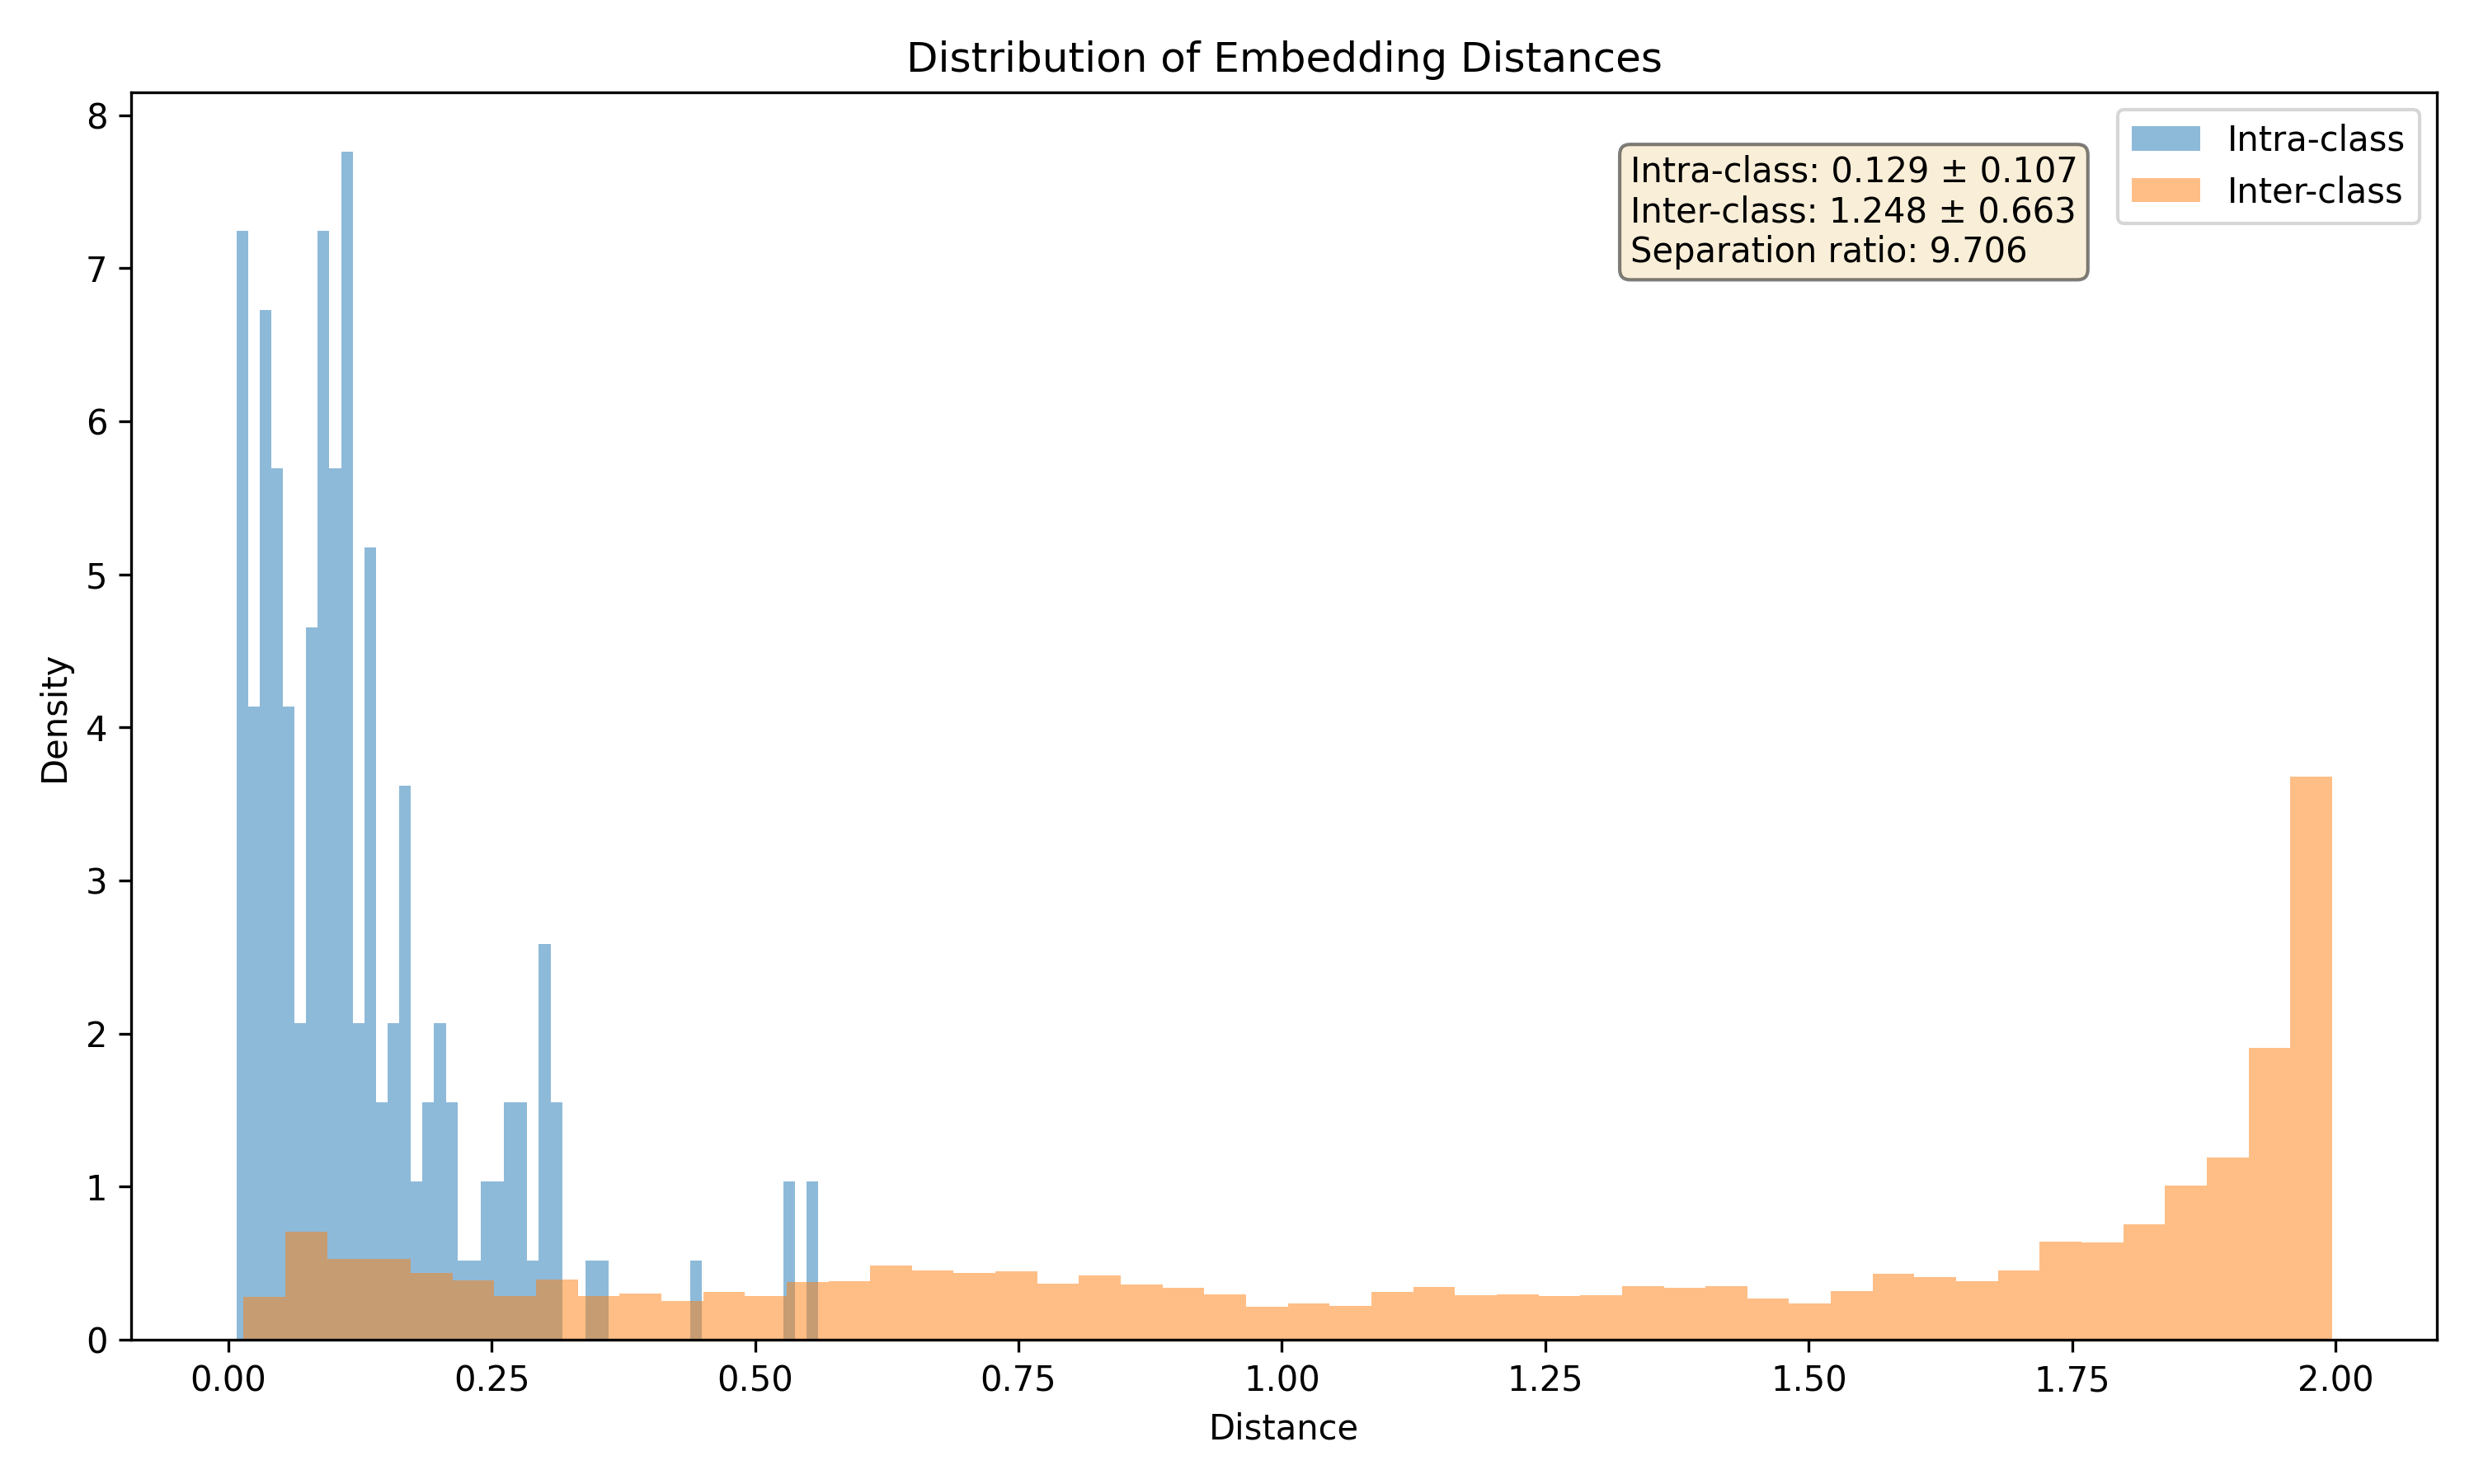 Distribution of Embedding Distances
Intra-class: 0.129 ± 0.107
Inter-class: 1.248 ± 0.663
Separation ratio: 9.706
Intra-class
Inter-class
Density
8
7
6
5
4
3
2
1
0
0.00 0.25 0.50 0.75 1.00 1.25 1.50 1.75 2.00
Distance